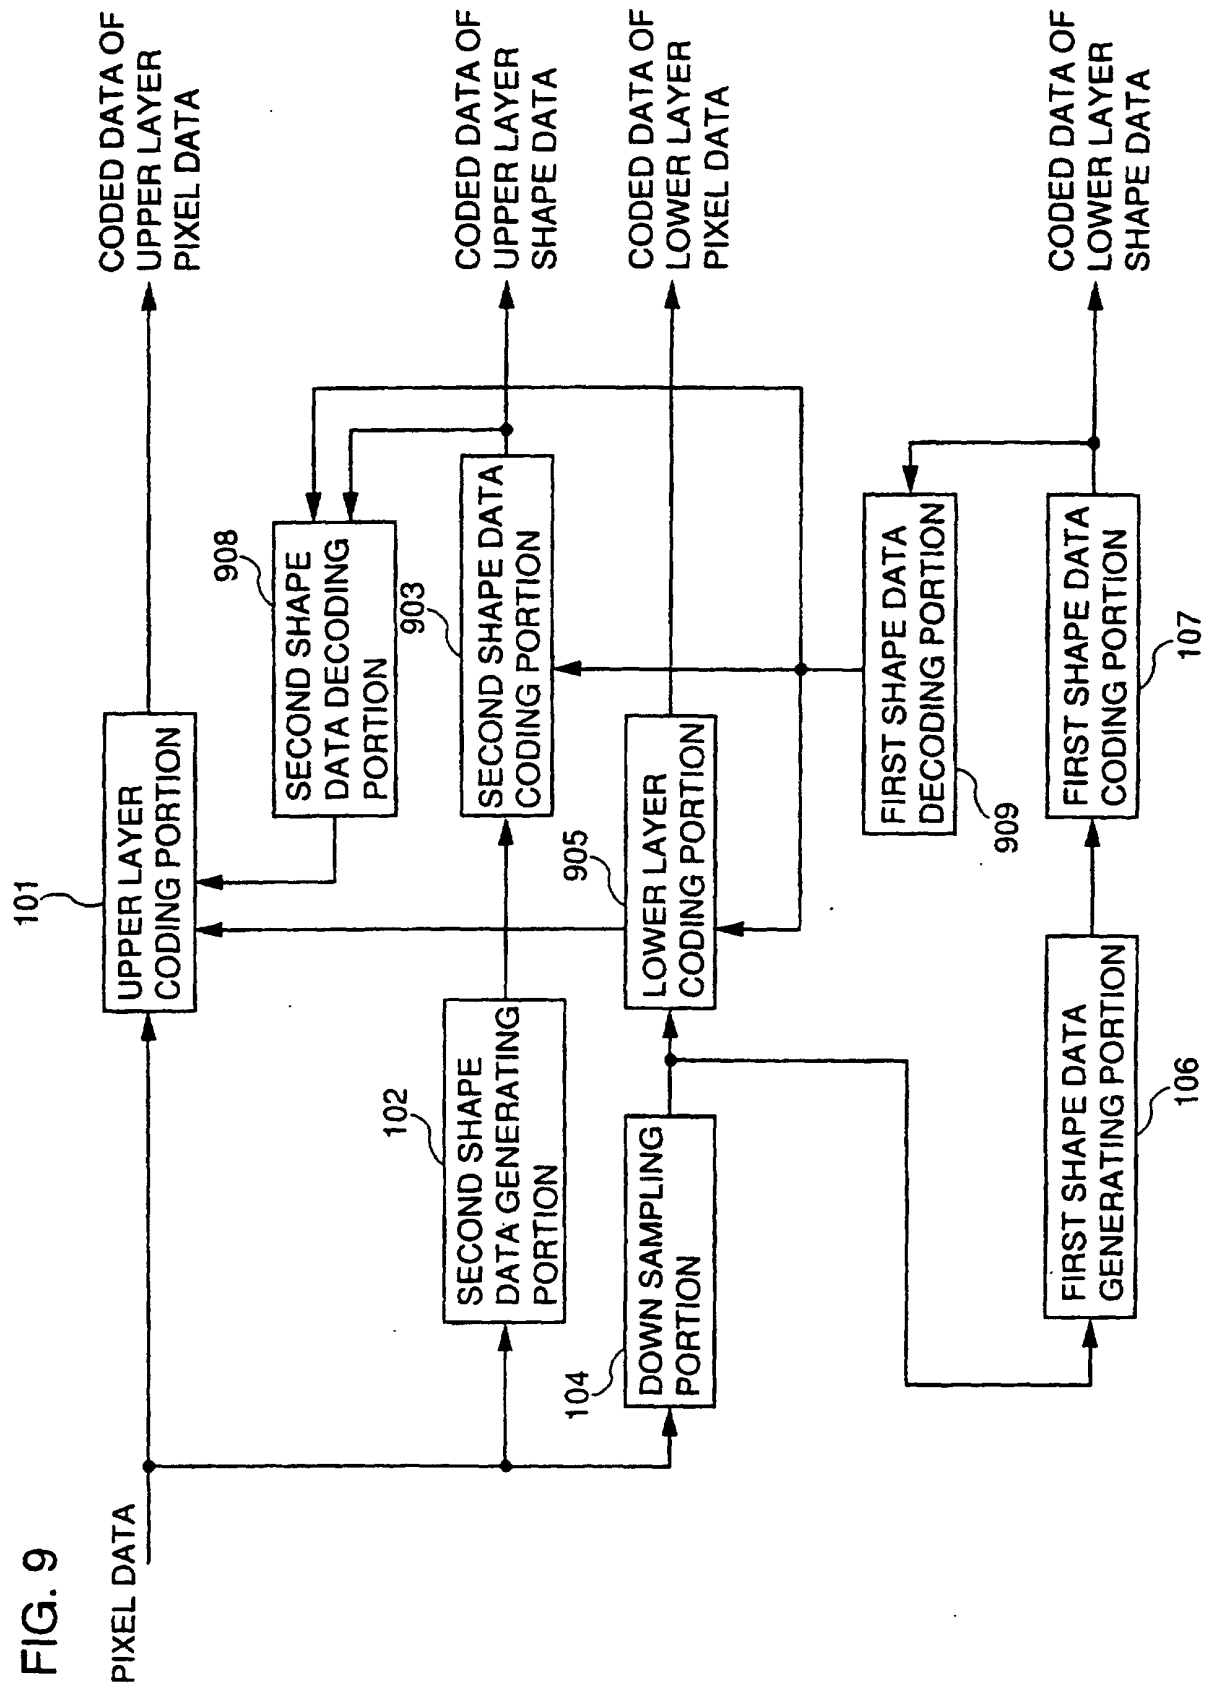 FIG. 9
PIXEL DATA
101
UPPER LAYER
CODING PORTION
CODED DATA OF
UPPER LAYER
PIXEL DATA
908
SECOND SHAPE
DATA DECODING
PORTION
102
SECOND SHAPE
DATA GENERATING
PORTION
903
SECOND SHAPE DATA
CODING PORTION
CODED DATA OF
UPPER LAYER
SHAPE DATA
104
DOWN SAMPLING
PORTION
905
LOWER LAYER
CODING PORTION
CODED DATA OF
LOWER LAYER
PIXEL DATA
FIRST SHAPE DATA
DECODING PORTION
909
FIRST SHAPE DATA
GENERATING PORTION
106
FIRST SHAPE DATA
CODING PORTION
107
CODED DATA OF
LOWER LAYER
SHAPE DATA